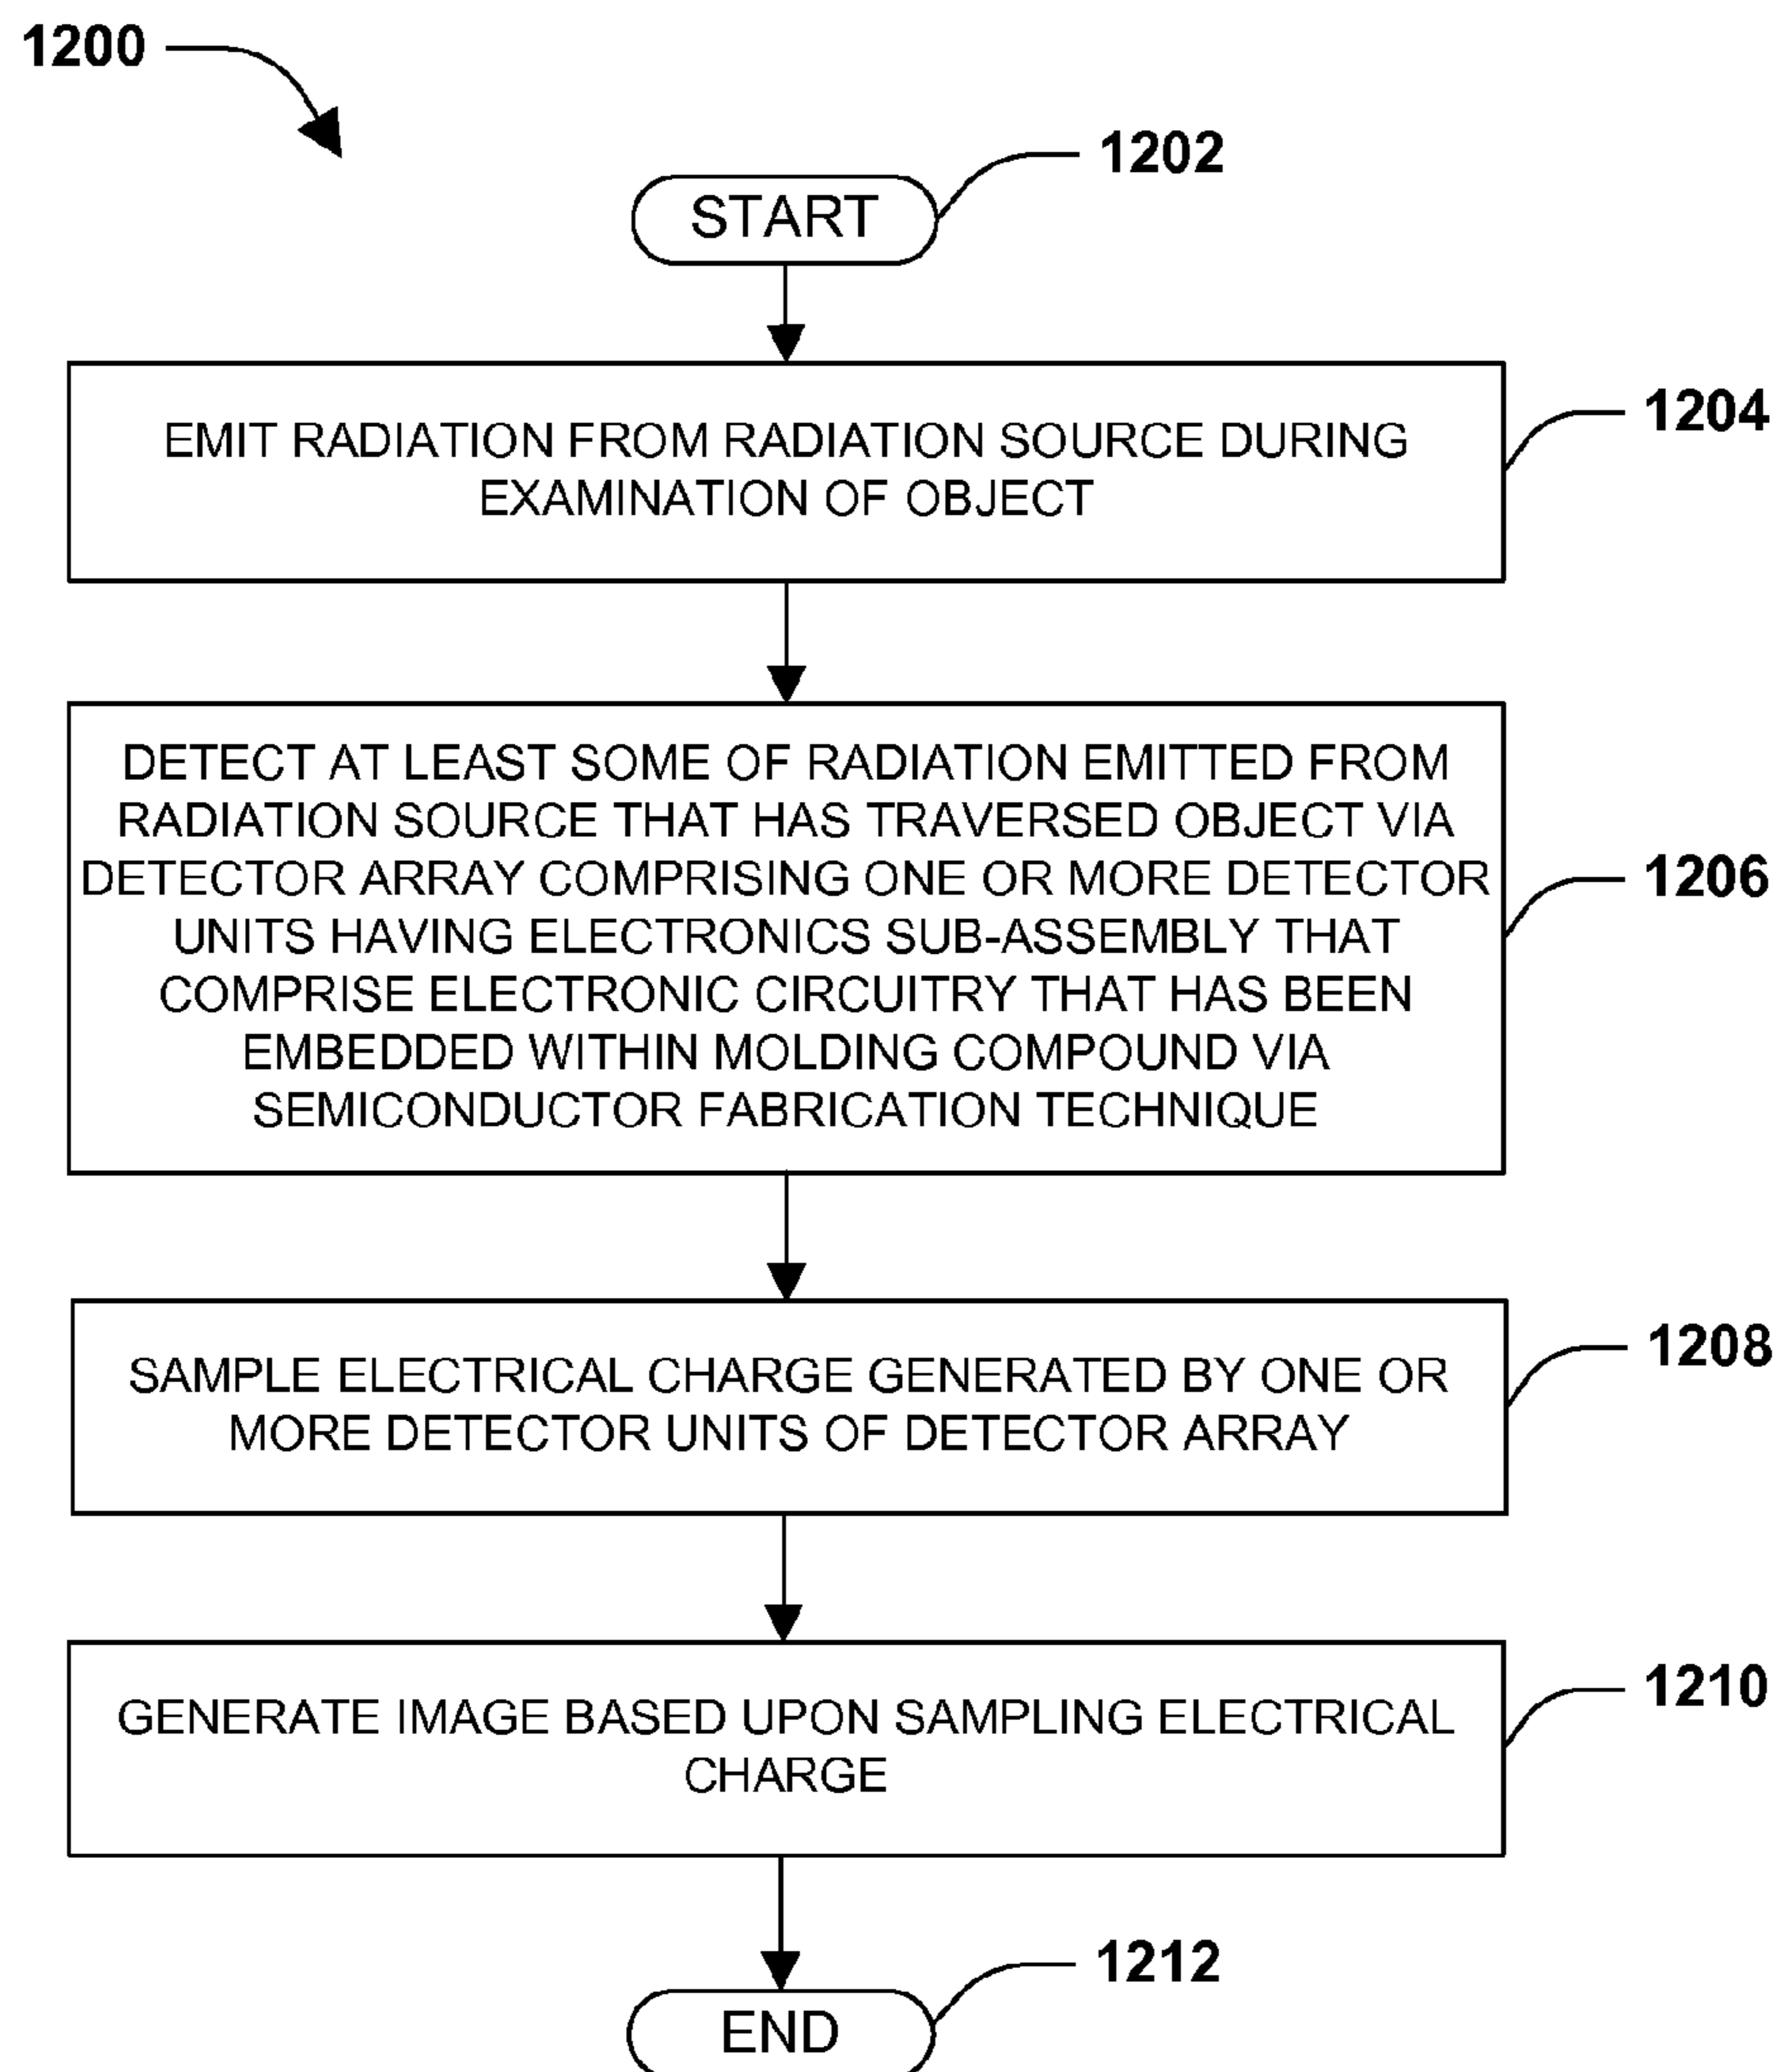 1200
1202
START
1204
EMIT RADIATION FROM RADIATION SOURCE DURING
EXAMINATION OF OBJECT
DETECT AT LEAST SOME OF RADIATION EMITTED FROM
RADIATION SOURCE THAT HAS TRAVERSED OBJECT VIA
DETECTOR ARRAY COMPRISING ONE OR MORE DETECTOR
1206
UNITS HAVING ELECTRONICS SUB-ASSEMBLY THAT
COMPRISE ELECTRONIC CIRCUITRY THAT HAS BEEN
EMBEDDED WITHIN MOLDING COMPOUND VIA
SEMICONDUCTOR FABRICATION TECHNIQUE
1208
SAMPLE ELECTRICAL CHARGE GENERATED BY ONE OR
MORE DETECTOR UNITS OF DETECTOR ARRAY
1210
GENERATE IMAGE BASED UPON SAMPLING ELECTRICAL
CHARGE
1212
END